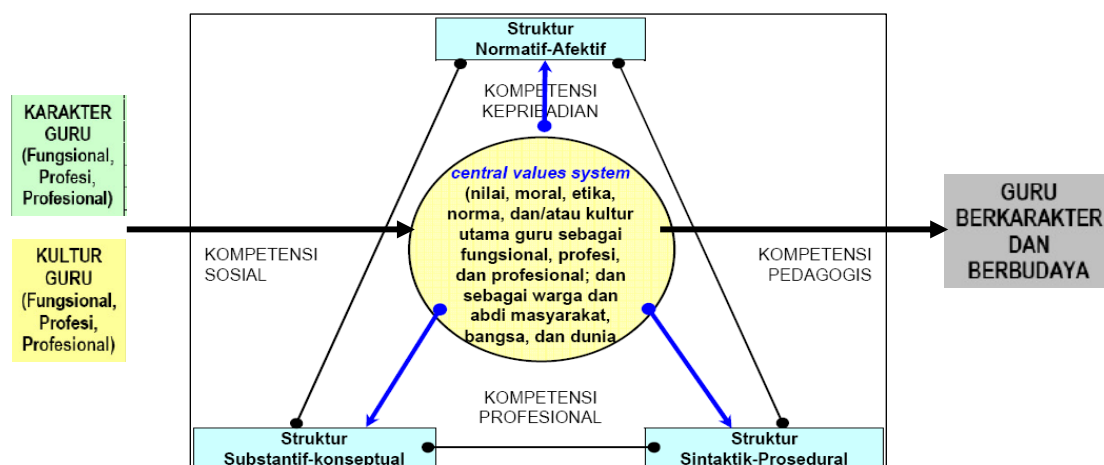 Struktur
Normatif-Afektif
KOMPETENSI
KEPRIBADIAN
KARAKTER
GURU
(Fungsional,
Profesi,
Profesional)
KULTUR
GURU
(Fungsional,
Profesi,
Profesional)
KOMPETENSI
SOSIAL
central values system
(nilai, moral, etika,
norma, dan/atau kultur
utama guru sebagai
fungsional, profesi,
dan profesional; dan
sebagai warga dan
abdi masyarakat,
bangsa, dan dunia
KOMPETENSI
PEDAGOGIS
GURU
BERKARAKTER
DAN
BERBUDAYA
KOMPETENSI
PROFESIONAL
Struktur
Substantif-konseptual
Struktur
Sintaktik-Prosedural